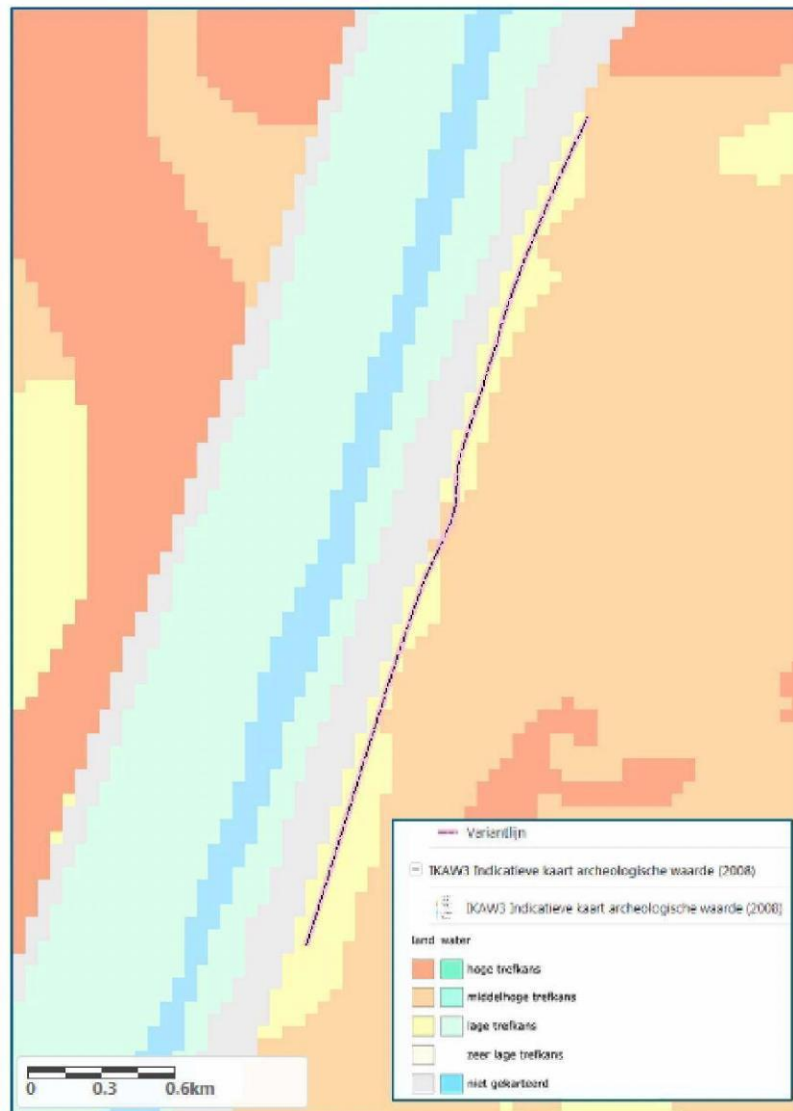 Variantlijn
IKAW3 Indicatieve kaart archeologische waarde (2008)
IKAW3 Indicatieve kaart archeologische waarde (2008)
land water
hoge trefkans
middelhoge trefkans
lage trefkans
zeer lage trefkans
niet gekarteerd
0 0.3 0.6km